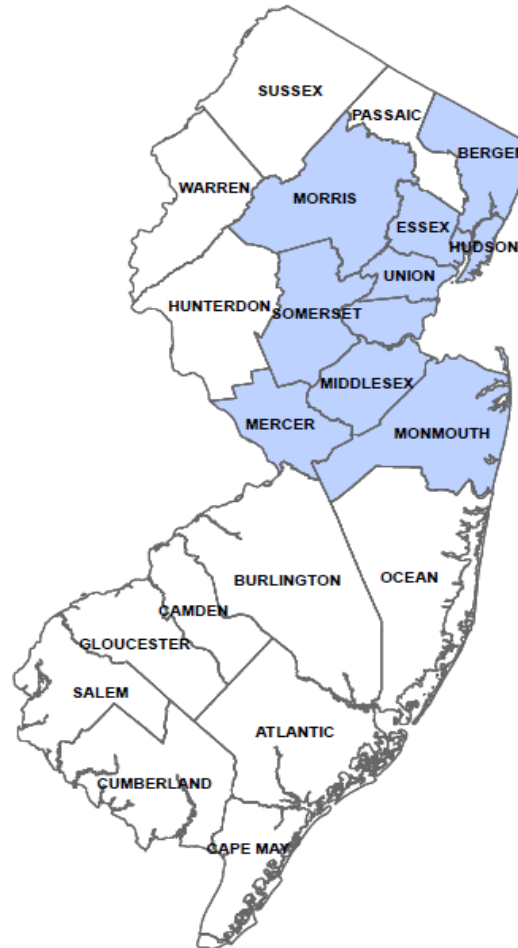 SUSSEX
PASSAIC
BERGEN
WARREN
MORRIS
ESSEX
HUDSON
UNION
HUNTERDON
SOMERSET
MIDDLESEX
MERCER
MONMOUTH
BURLINGTON
OCEAN
CAMDEN
GLOUCESTER
SALEM
ATLANTIC
CUMBERLAND
CAPE MAY